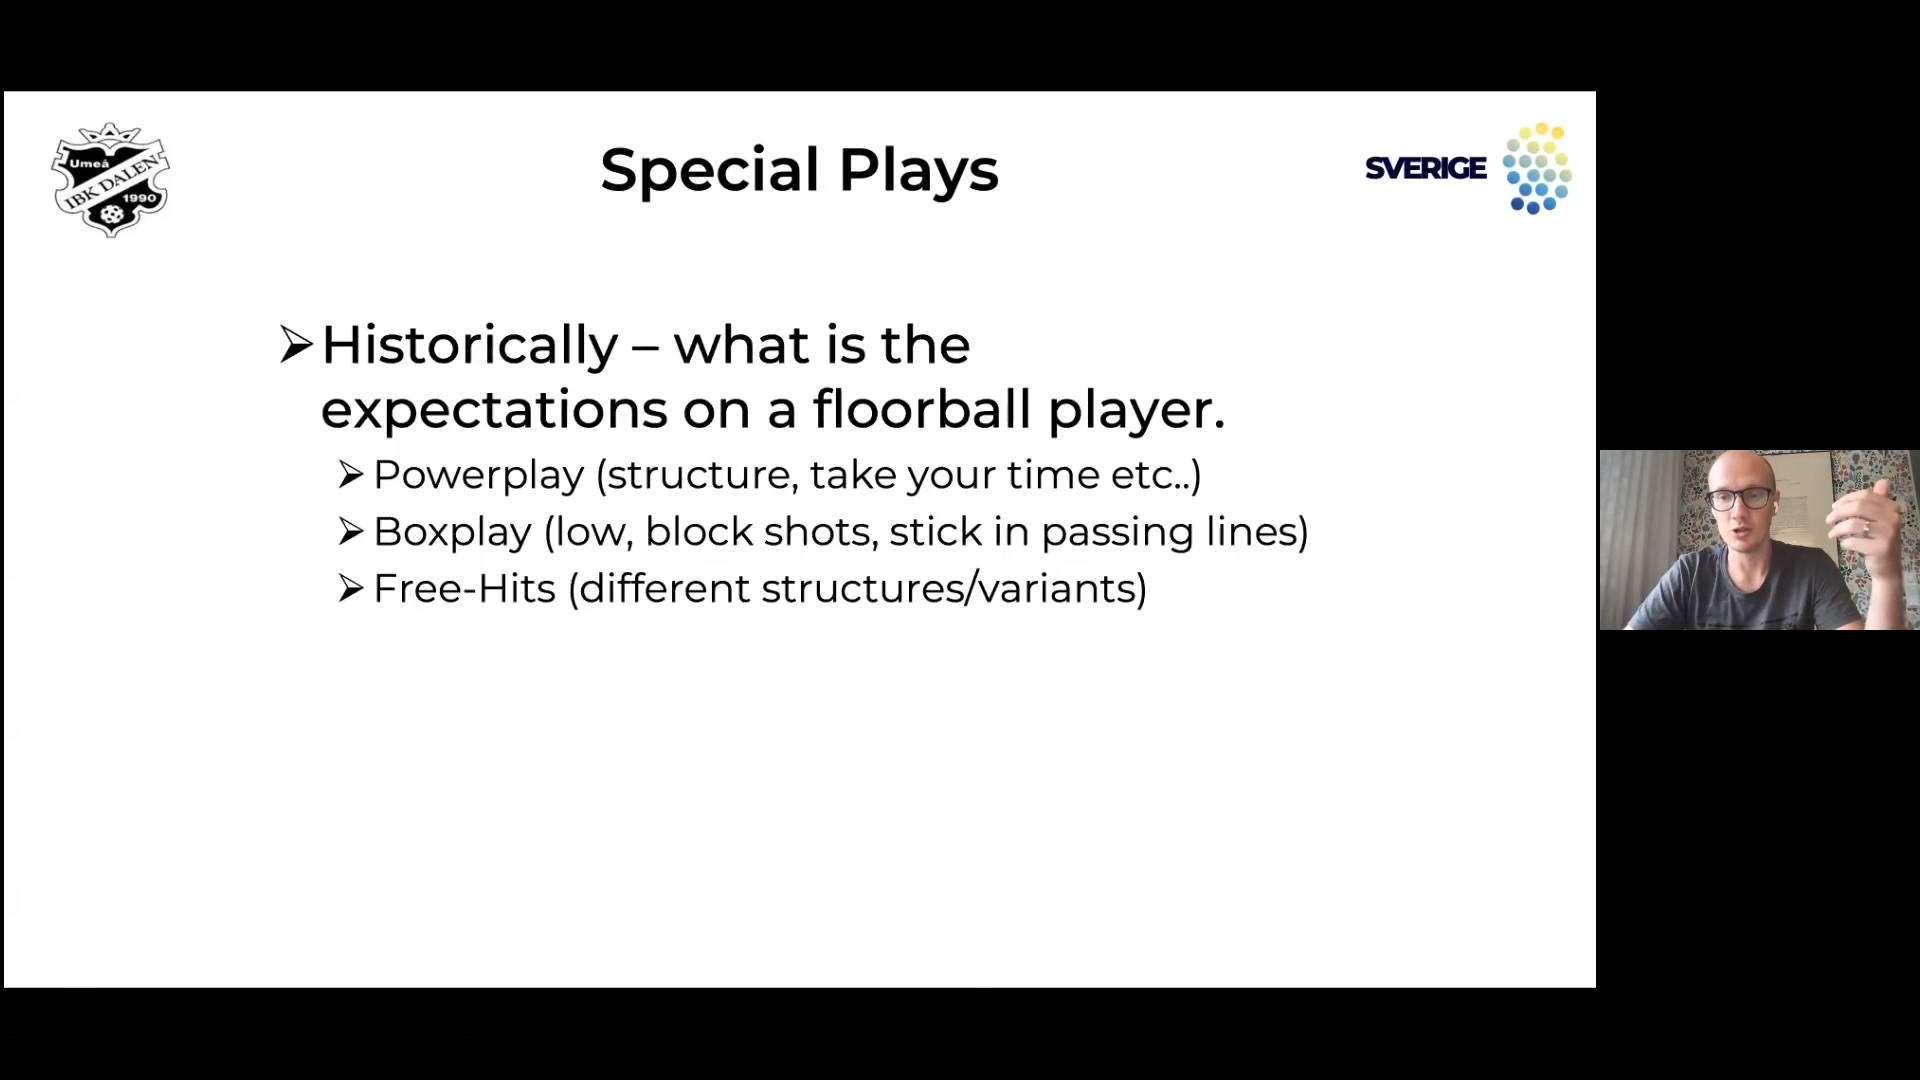 Umeå
IBK DALEN
1990
Special Plays
SVERIGE
Historically – what is the
expectations on a floorball player.
Powerplay (structure, take your time etc..)
Boxplay (low, block shots, stick in passing lines)
Free-Hits (different structures/variants)